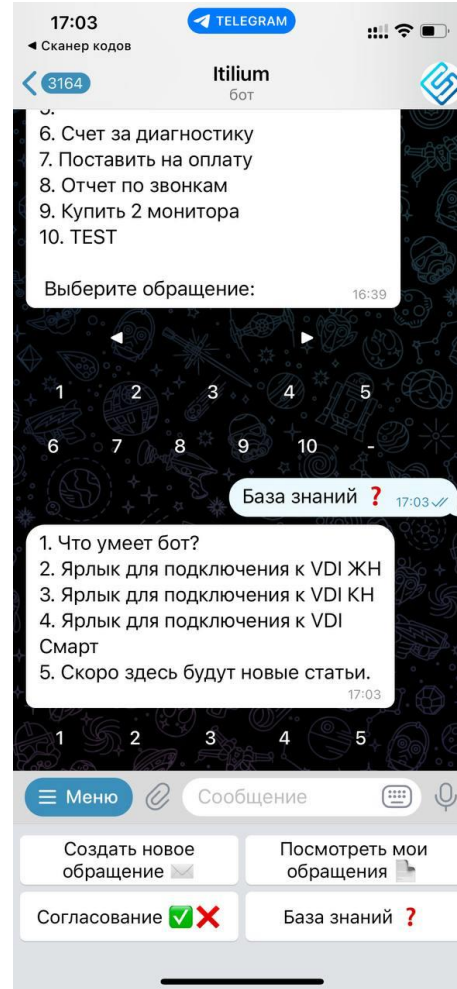 17:03
TELEGRAM
Сканер кодов
3164
Itilium
бот
6. Счет за диагностику
7. Поставить на оплату
8. Отчет по звонкам
9. Купить 2 монитора
10. TEST
Выберите обращение:
16:39
1 2 3 4 5
6 7 8 9 10 -
База знаний ❓ 17:03
1. Что умеет бот?
2. Ярлык для подключения к VDI ЖН
3. Ярлык для подключения к VDI КН
4. Ярлык для подключения к VDI
Смарт
5. Скоро здесь будут новые статьи.
17:03
1 2 3 4 5
Меню
Сообщение
Создать новое
обращение
Посмотреть мои
обращения
Согласование ✅❌
База знаний ❓